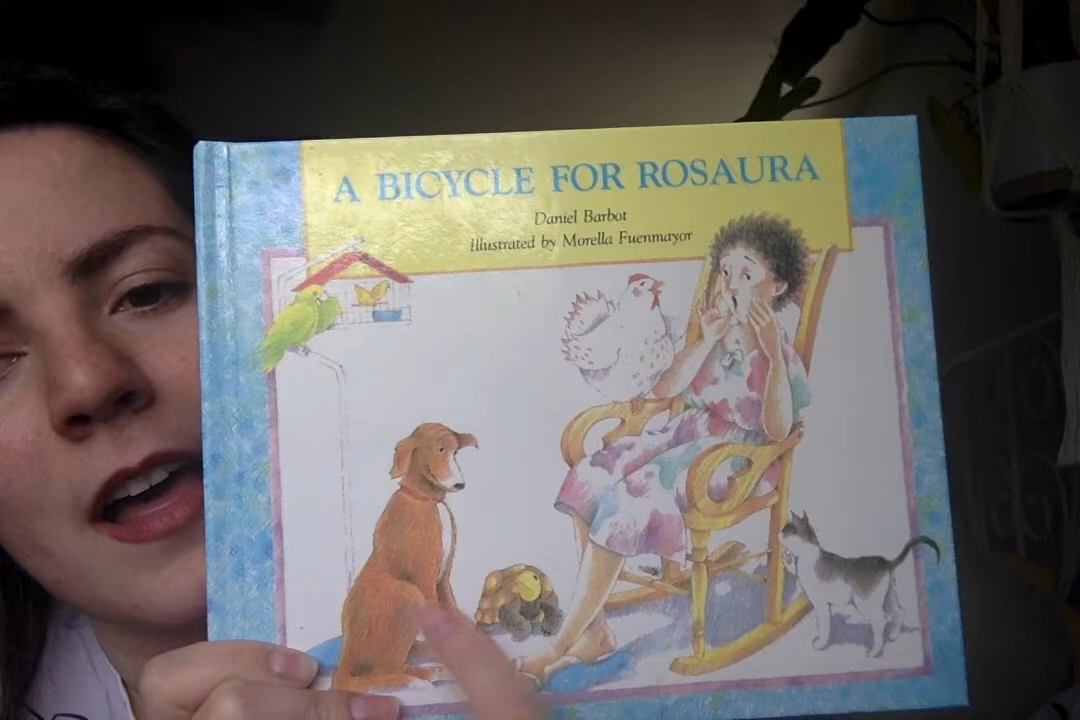 A BICYCLE FOR ROSAURA
Daniel Barbot
Illustrated by Morella Fuenmayor